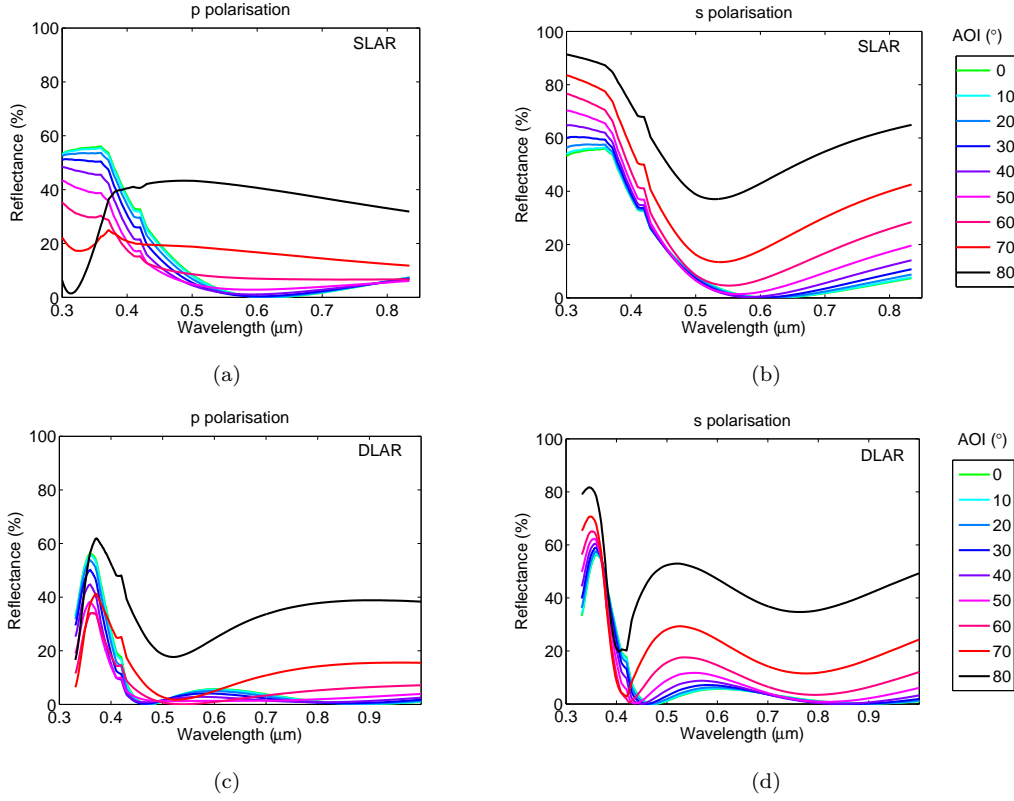 p polarisation
SLAR
100
80
60
40
20
0
0.3 0.4 0.5 0.6 0.7 0.8
Reflectance (%)
Wavelength (μm)
(a)
s polarisation
SLAR
100
80
60
40
20
0
0.3 0.4 0.5 0.6 0.7 0.8
Reflectance (%)
Wavelength (μm)
(b)
AOI (°)
0
10
20
30
40
50
60
70
80
p polarisation
DLAR
100
80
60
40
20
0
0.3 0.4 0.5 0.6 0.7 0.8 0.9
Reflectance (%)
Wavelength (μm)
(c)
s polarisation
DLAR
100
80
60
40
20
0
0.3 0.4 0.5 0.6 0.7 0.8 0.9
Reflectance (%)
Wavelength (μm)
(d)
AOI (°)
0
10
20
30
40
50
60
70
80